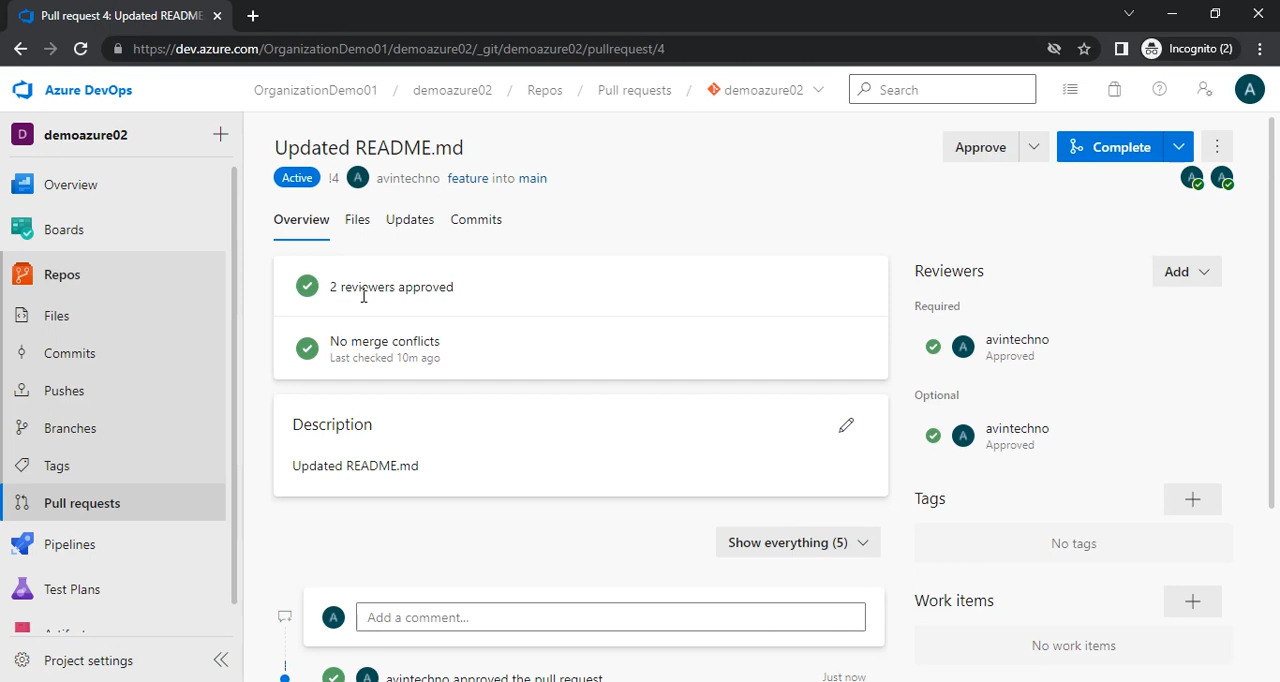 Pull request 4: Updated README
https://dev.azure.com/OrganizationDemo01/demoazure02/_git/demoazure02/pullrequest/4
Incognito (2)
Azure DevOps
OrganizationDemo01 / demoazure02 / Repos / Pull requests / demoazure02
Search
A
D demoazure02
Overview
Boards
Repos
Files
Commits
Pushes
Branches
Tags
Pull requests
Pipelines
Test Plans
Project settings
Updated README.md
Approve
Complete
Active !4 A avintechno feature into main
A A
Overview Files Updates Commits
2 reviewers approved
No merge conflicts
Last checked 10m ago
Description
Updated README.md
Show everything (5)
A Add a comment...
A avintechno approved the pull request
Just now
Reviewers
Add
Required
A avintechno
Approved
Optional
A avintechno
Approved
Tags
No tags
Work items
No work items